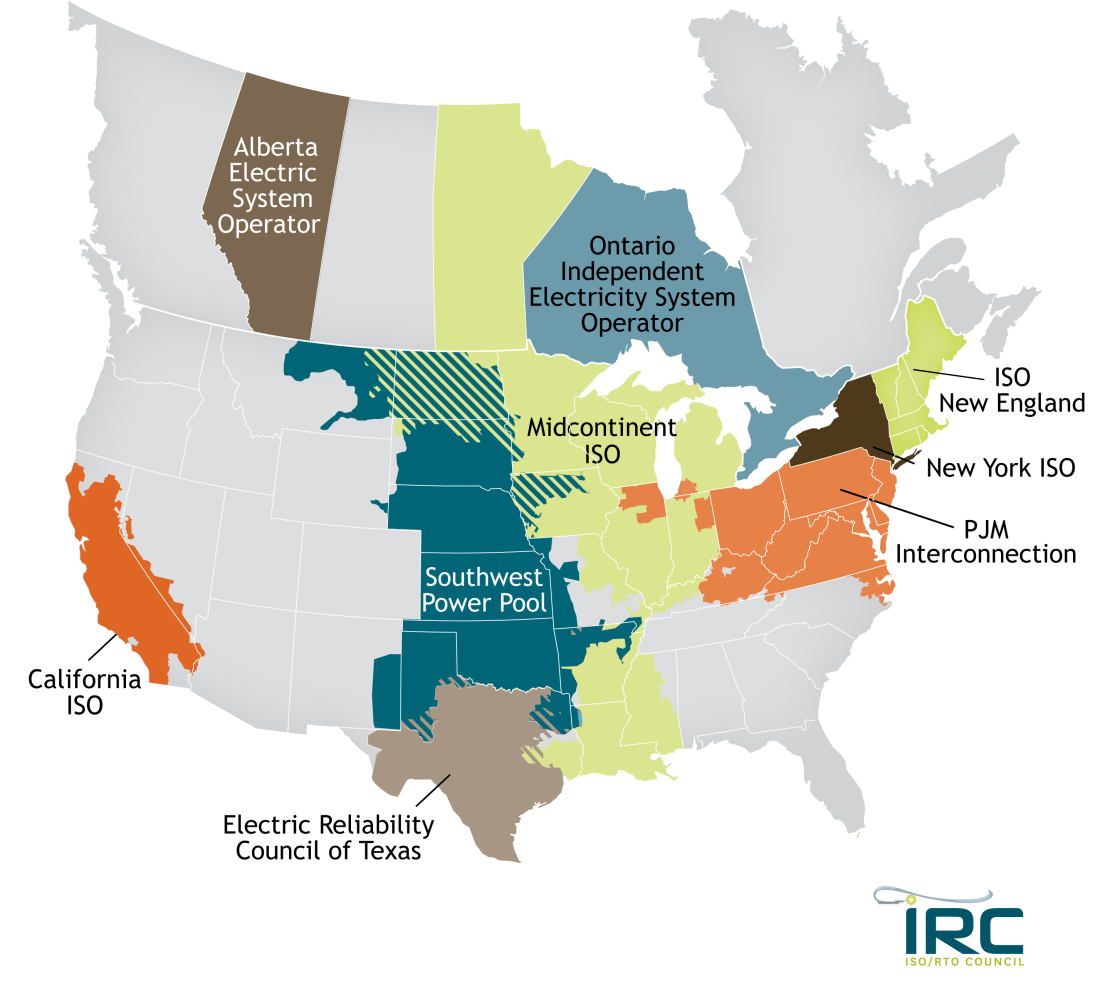 Alberta
Electric
System
Operator
Ontario
Independent
Electricity System
Operator
ISO
New England
Midcontinent
ISO
New York ISO
PJM
Interconnection
Southwest
Power Pool
California
ISO
Electric Reliability
Council of Texas
iRC
ISO/RTO COUNCIL